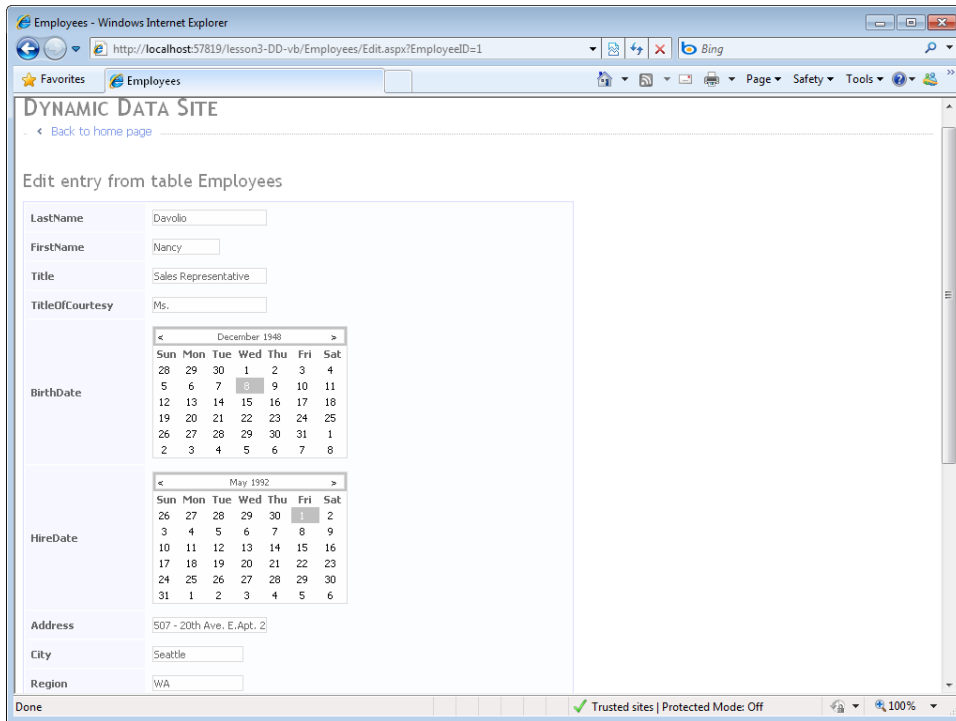 Employees - Windows Internet Explorer
http://localhost:57819/lesson3-DD-vb/Employees/Edit.aspx?EmployeeID=1
Bing
Favorites
Employees
Page
Safety
Tools
DYNAMIC DATA SITE
< Back to home page
Edit entry from table Employees
LastName Davolio
FirstName Nancy
Title Sales Representative
TitleOfCourtesy Ms.
BirthDate
< December 1948 >
Sun Mon Tue Wed Thu Fri Sat
28 29 30 1 2 3 4
5 6 7 8 9 10 11
12 13 14 15 16 17 18
19 20 21 22 23 24 25
26 27 28 29 30 31 1
2 3 4 5 6 7 8
HireDate
< May 1992 >
Sun Mon Tue Wed Thu Fri Sat
26 27 28 29 30 1 2
3 4 5 6 7 8 9
10 11 12 13 14 15 16
17 18 19 20 21 22 23
24 25 26 27 28 29 30
31 1 2 3 4 5 6
Address 507 - 20th Ave. E.Apt. 2
City Seattle
Region WA
Done
Trusted sites | Protected Mode: Off
100%